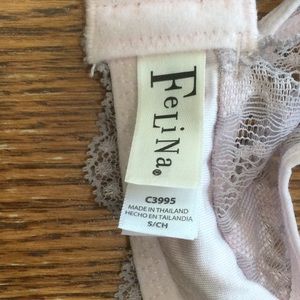 FeLiNa®
C3995
MADE IN THAILAND
HECHO EN TAILANDIA
S/CH